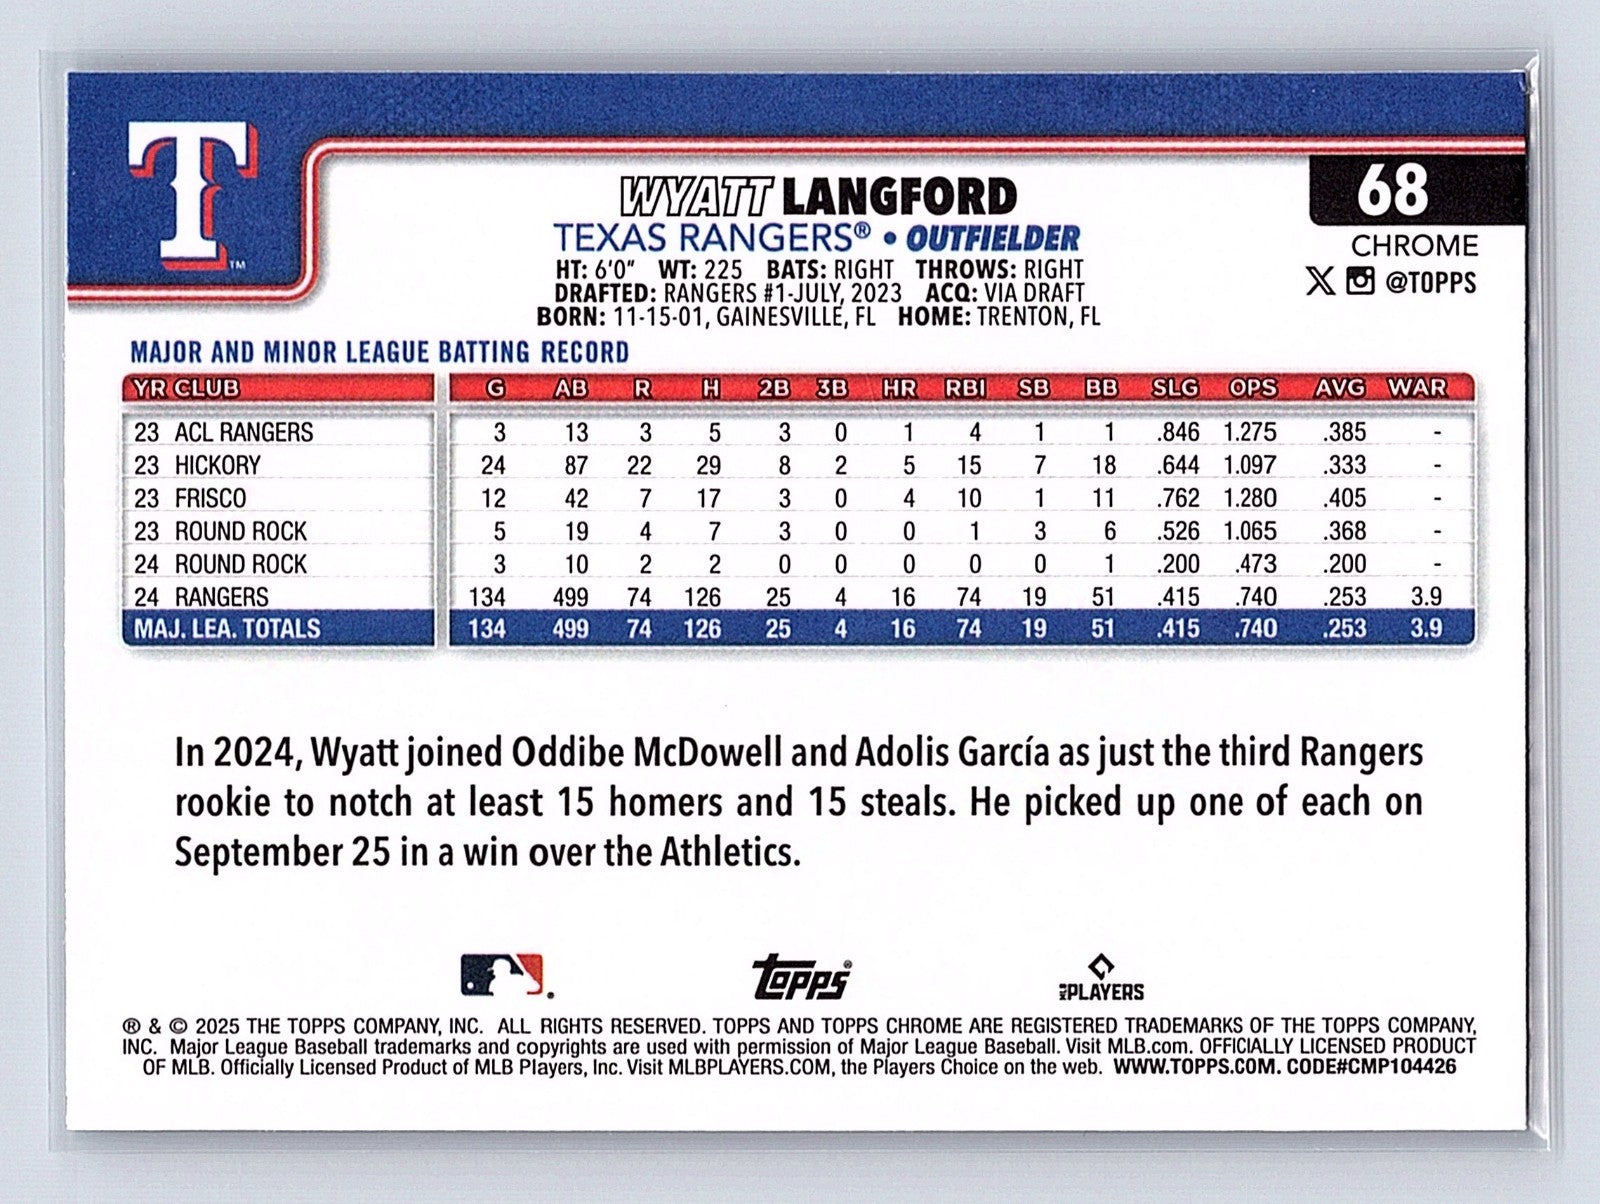 T
TM
68
WYATT LANGFORD
CHROME
TEXAS RANGERS® • OUTFIELDER
HT: 6'0" WT: 225 BATS: RIGHT THROWS: RIGHT
X @TOPPS
DRAFTED: RANGERS #1-JULY, 2023 ACQ: VIA DRAFT
BORN: 11-15-01, GAINESVILLE, FL HOME: TRENTON, FL
MAJOR AND MINOR LEAGUE BATTING RECORD
YR CLUB G AB R H 2B 3B HR RBI SB BB SLG OPS AVG WAR
23 ACL RANGERS 3 13 3 5 3 0 1 4 1 1 .846 1.275 .385 -
23 HICKORY 24 87 22 29 8 2 5 15 7 18 .644 1.097 .333 -
23 FRISCO 12 42 7 17 3 0 4 10 1 11 .762 1.280 .405 -
23 ROUND ROCK 5 19 4 7 3 0 0 1 3 6 .526 1.065 .368 -
24 ROUND ROCK 3 10 2 2 0 0 0 0 0 1 .200 .473 .200 -
24 RANGERS 134 499 74 126 25 4 16 74 19 51 .415 .740 .253 3.9
MAJ. LEA. TOTALS 134 499 74 126 25 4 16 74 19 51 .415 .740 .253 3.9
In 2024, Wyatt joined Oddibe McDowell and Adolis García as just the third Rangers
rookie to notch at least 15 homers and 15 steals. He picked up one of each on
September 25 in a win over the Athletics.
Topps® MLB PLAYERS
® & © 2025 THE TOPPS COMPANY, INC. ALL RIGHTS RESERVED. TOPPS AND TOPPS CHROME ARE REGISTERED TRADEMARKS OF THE TOPPS COMPANY,
INC. Major League Baseball trademarks and copyrights are used with permission of Major League Baseball. Visit MLB.com. OFFICIALLY LICENSED PRODUCT
OF MLB. Officially Licensed Product of MLB Players, Inc. Visit MLBPLAYERS.COM, the Players Choice on the web. WWW.TOPPS.COM. CODE#CMP104426